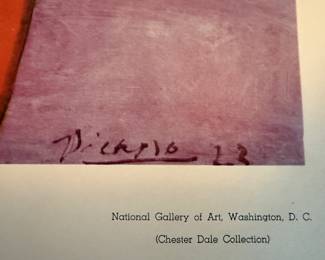 Picasso 23
National Gallery of Art, Washington, D. C.
(Chester Dale Collection)